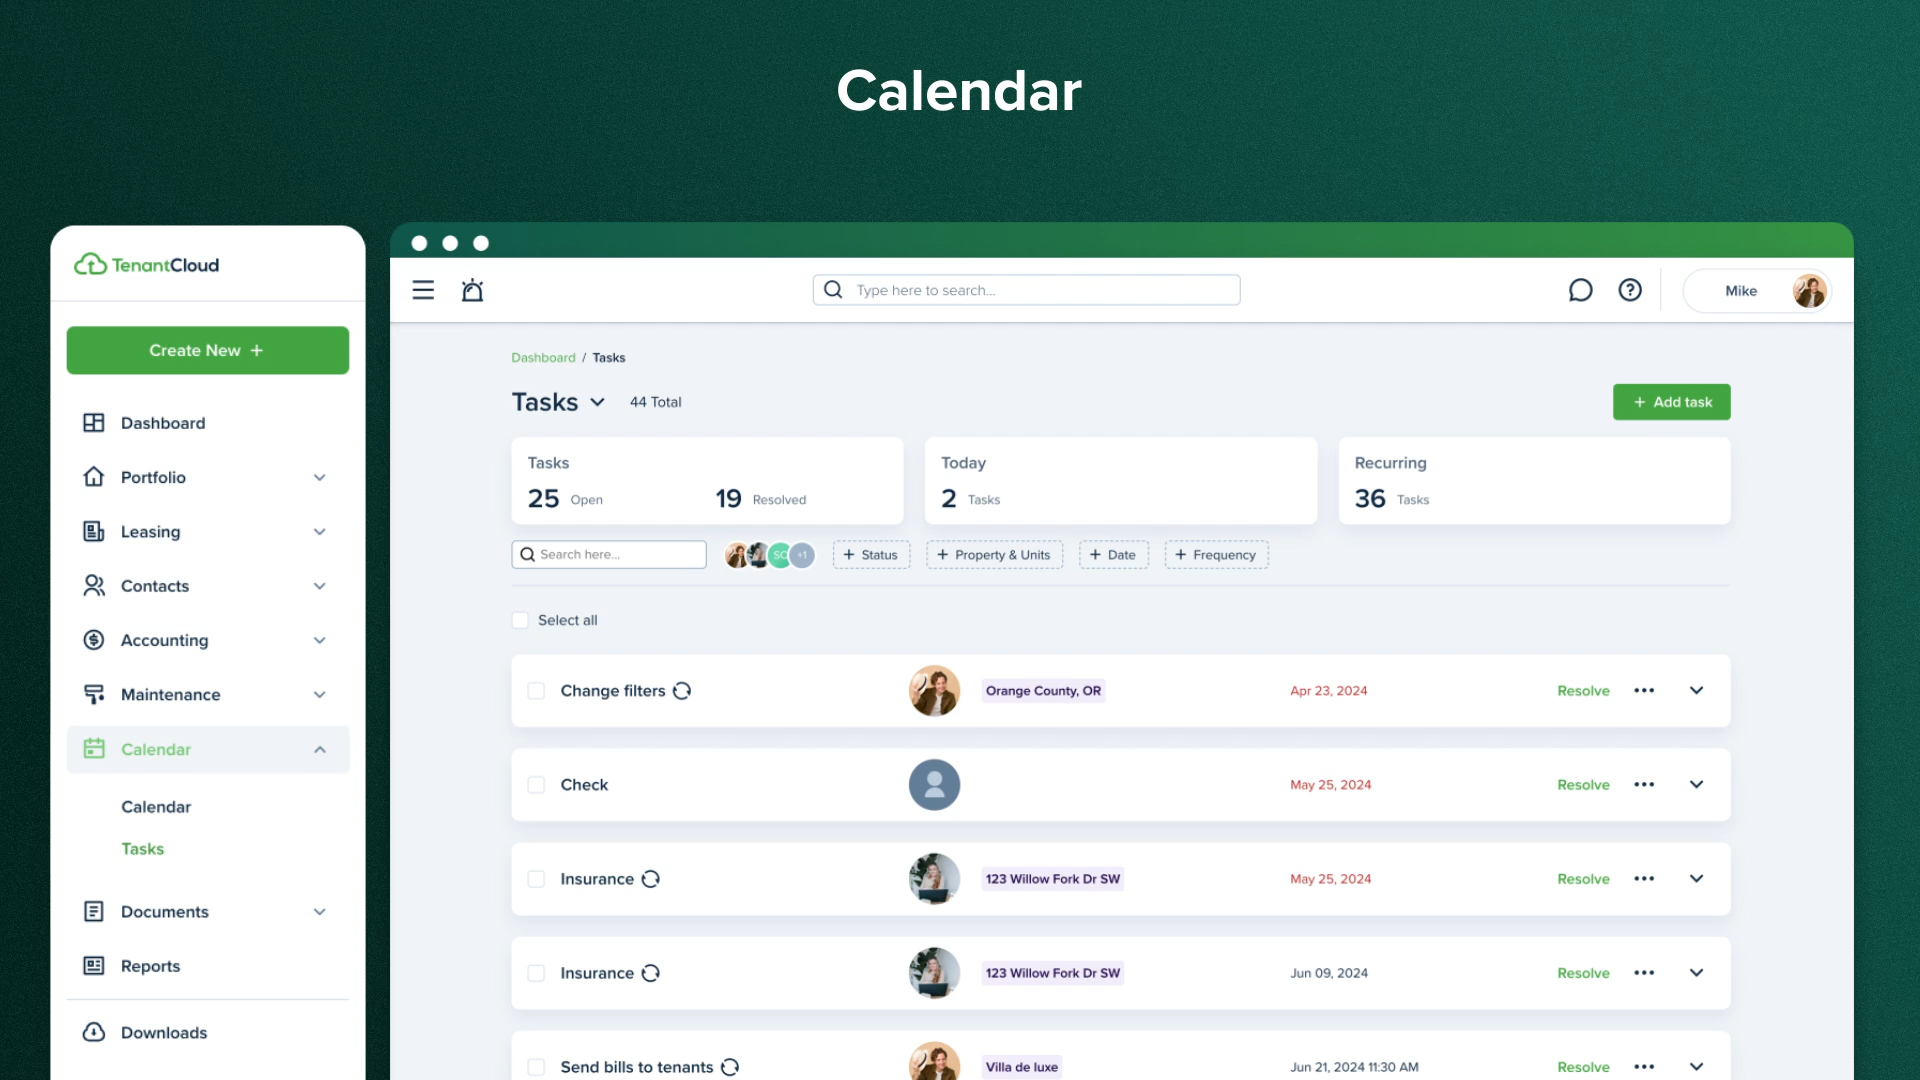 Calendar
TenantCloud
Create New +
Dashboard
Portfolio
Leasing
Contacts
Accounting
Maintenance
Calendar
Calendar
Tasks
Documents
Reports
Downloads
Type here to search...
Mike
Dashboard / Tasks
Tasks 44 Total
+ Add task
Tasks
25 Open 19 Resolved
Today
2 Tasks
Recurring
36 Tasks
Search here...
SC +1
+ Status
+ Property & Units
+ Date
+ Frequency
Select all
Change filters Orange County, OR Apr 23, 2024 Resolve
Check May 25, 2024 Resolve
Insurance 123 Willow Fork Dr SW May 25, 2024 Resolve
Insurance 123 Willow Fork Dr SW Jun 09, 2024 Resolve
Send bills to tenants Villa de luxe Jun 21, 2024 11:30 AM Resolve